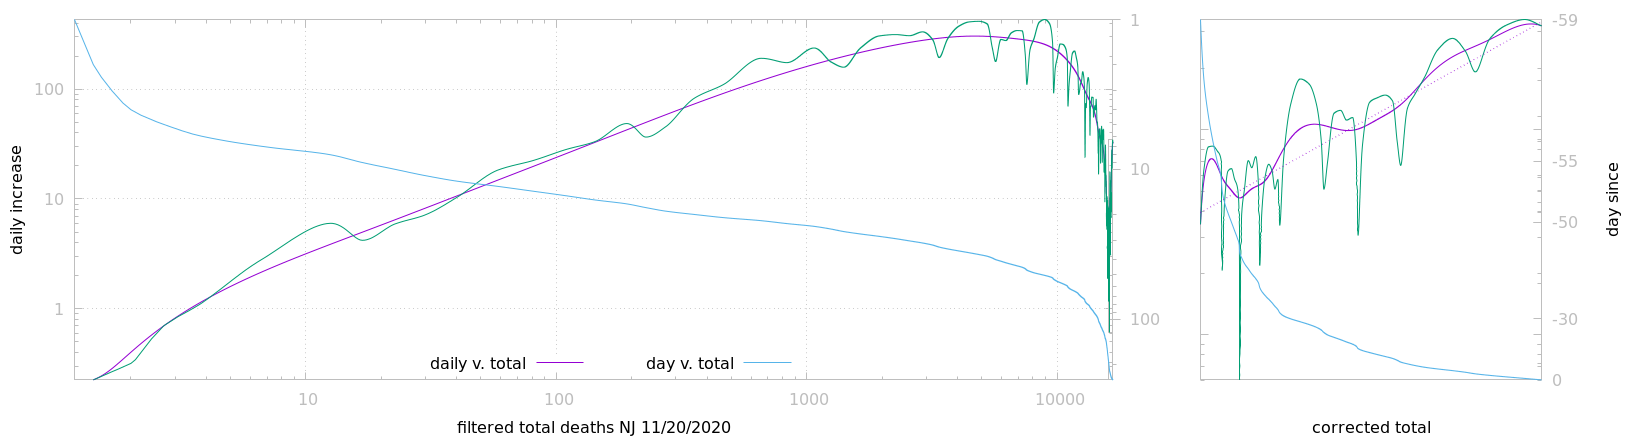 daily increase
100
10
1
10
100
1000
10000
1
10
100
daily v. total
day v. total
filtered total deaths NJ 11/20/2020
-59
-55
-50
-30
0
day since
corrected total